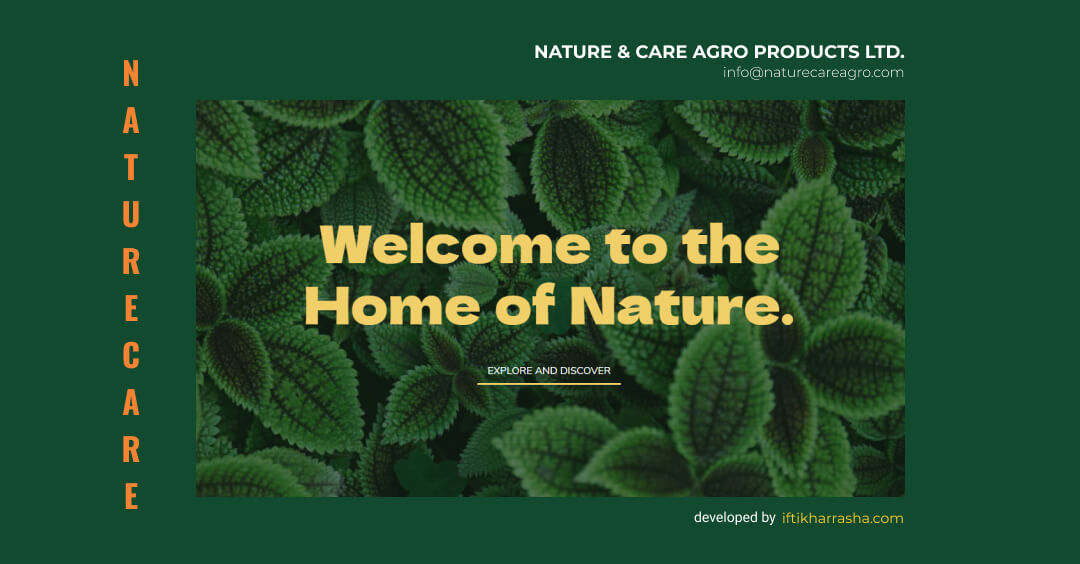 NATURECARE
NATURE & CARE AGRO PRODUCTS LTD.
info@naturecareagro.com
Welcome to the
Home of Nature.
EXPLORE AND DISCOVER
developed by iftikharrasha.com